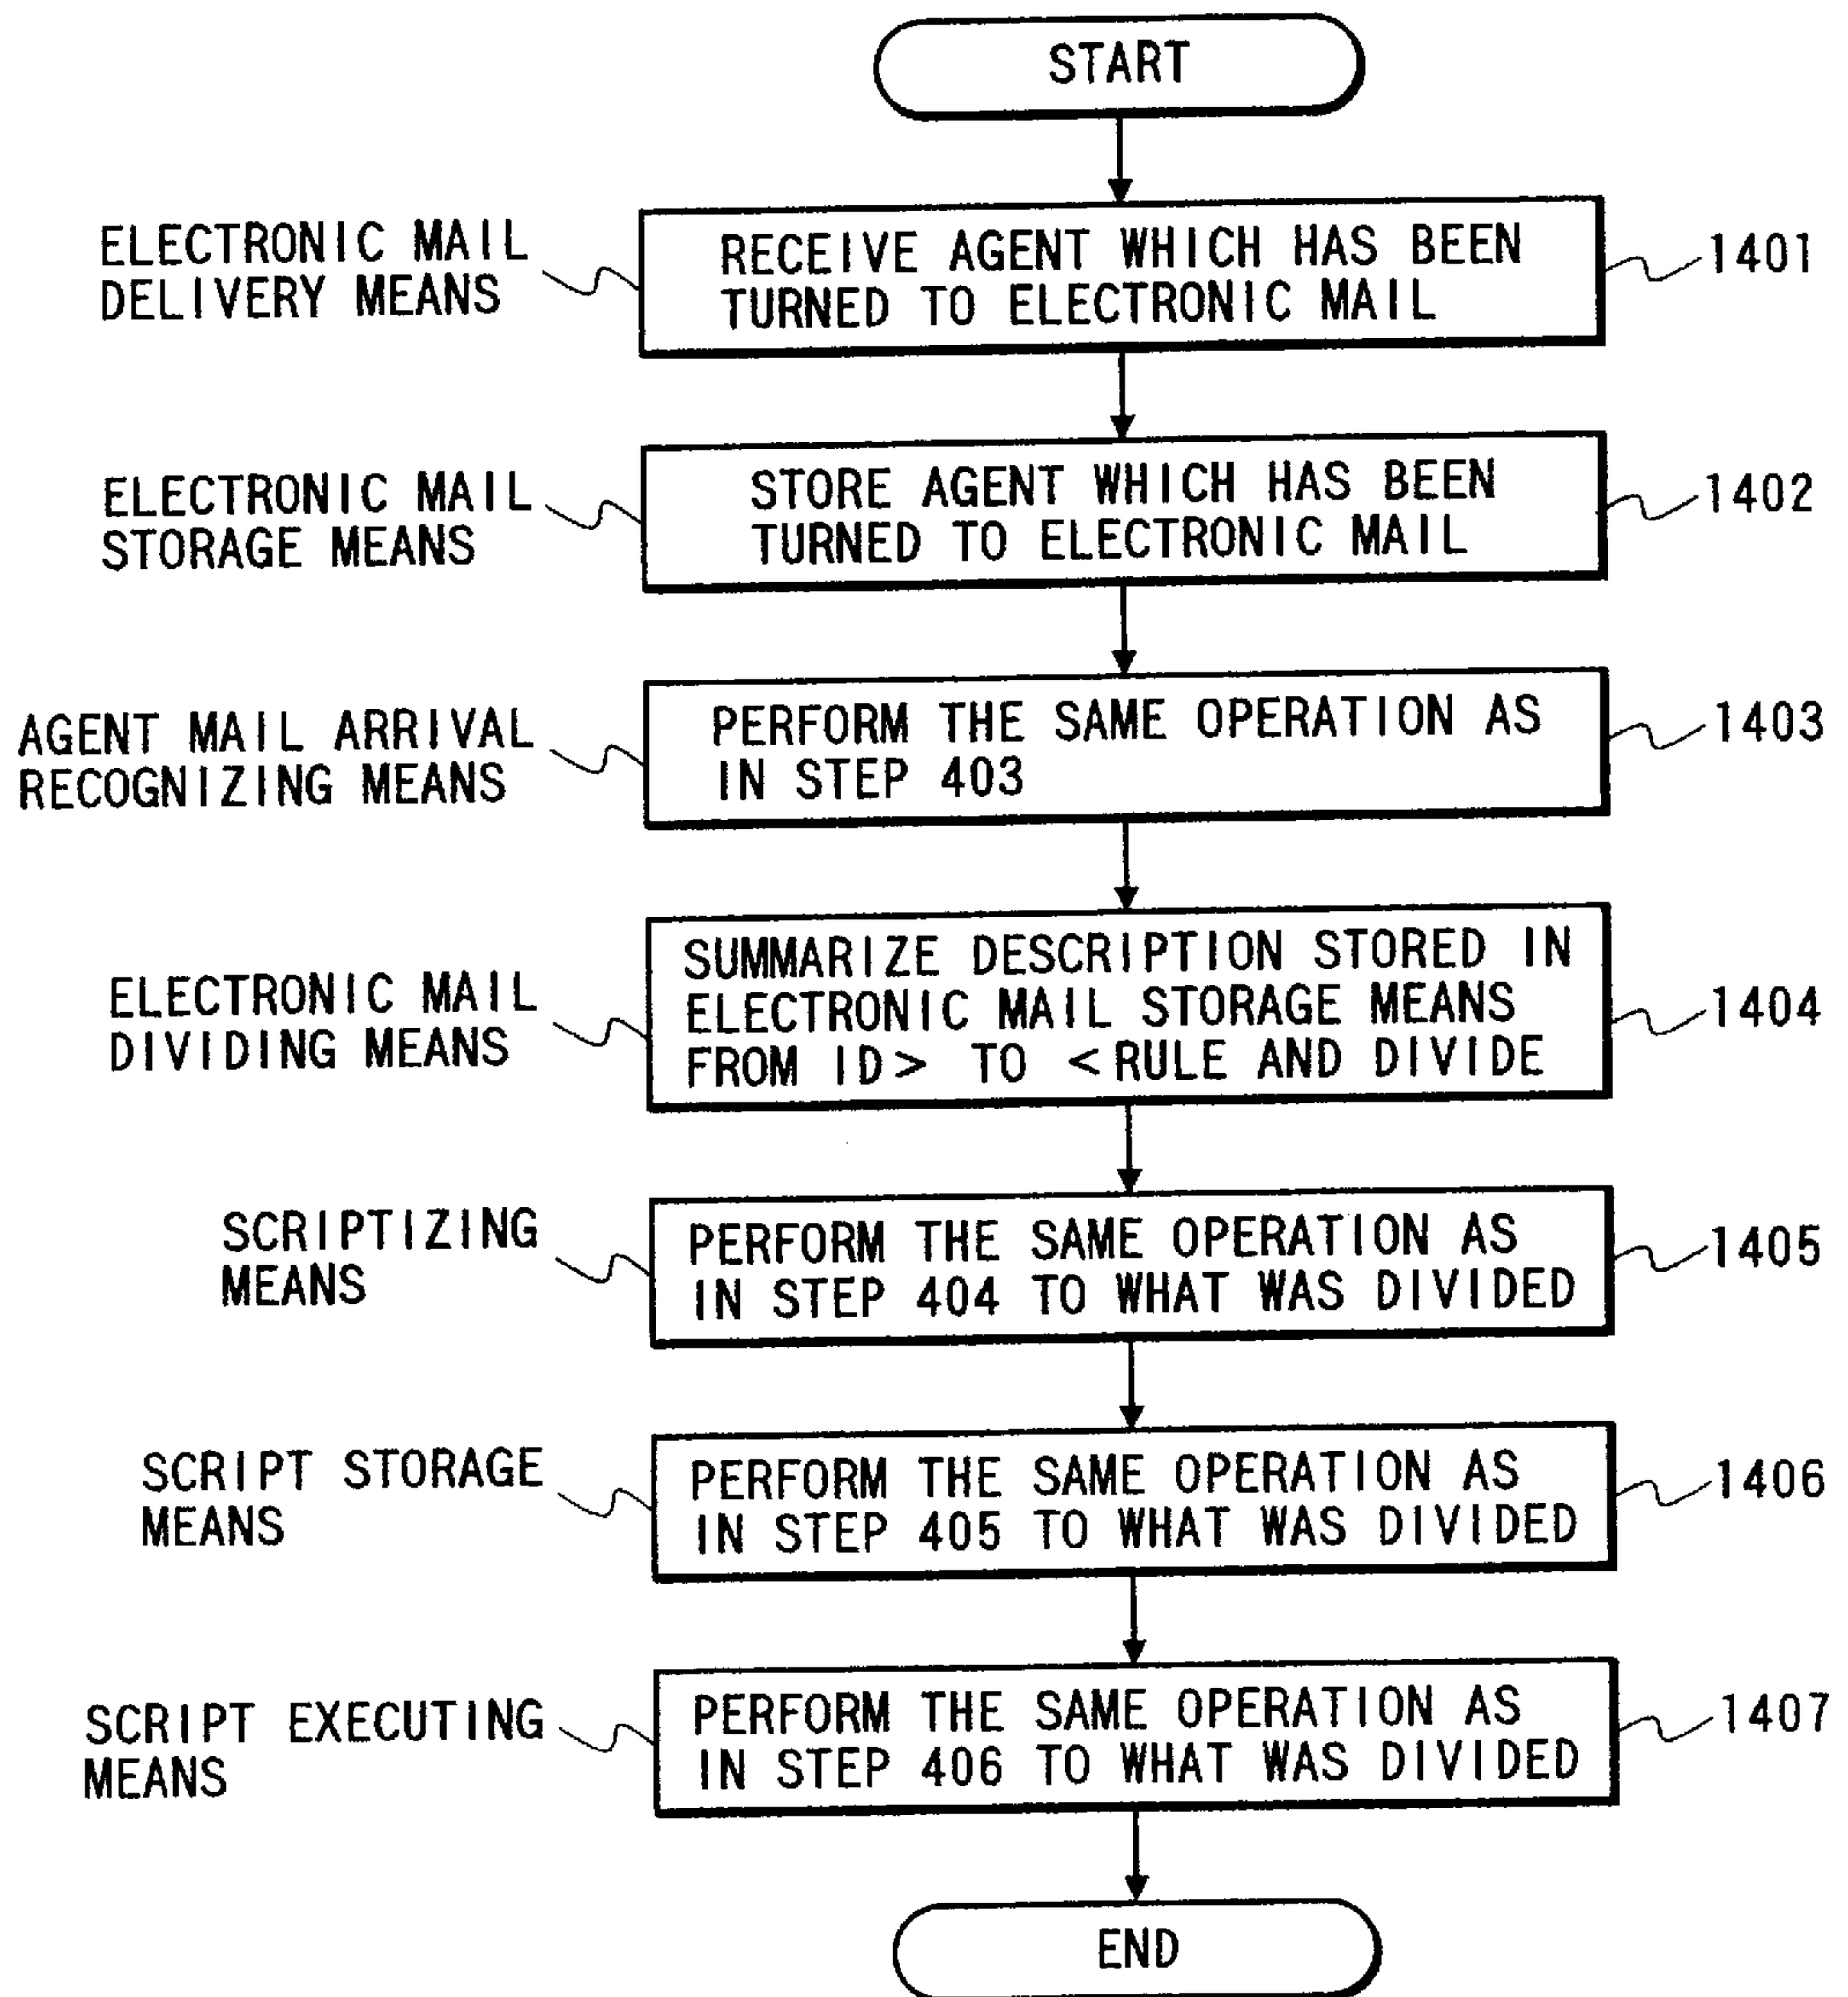 START
ELECTRONIC MAIL
DELIVERY MEANS
RECEIVE AGENT WHICH HAS BEEN
TURNED TO ELECTRONIC MAIL
1401
ELECTRONIC MAIL
STORAGE MEANS
STORE AGENT WHICH HAS BEEN
TURNED TO ELECTRONIC MAIL
1402
AGENT MAIL ARRIVAL
RECOGNIZING MEANS
PERFORM THE SAME OPERATION AS
IN STEP 403
1403
ELECTRONIC MAIL
DIVIDING MEANS
SUMMARIZE DESCRIPTION STORED IN
ELECTRONIC MAIL STORAGE MEANS
FROM ID> TO <RULE AND DIVIDE
1404
SCRIPTIZING
MEANS
PERFORM THE SAME OPERATION AS
IN STEP 404 TO WHAT WAS DIVIDED
1405
SCRIPT STORAGE
MEANS
PERFORM THE SAME OPERATION AS
IN STEP 405 TO WHAT WAS DIVIDED
1406
SCRIPT EXECUTING
MEANS
PERFORM THE SAME OPERATION AS
IN STEP 406 TO WHAT WAS DIVIDED
1407
END